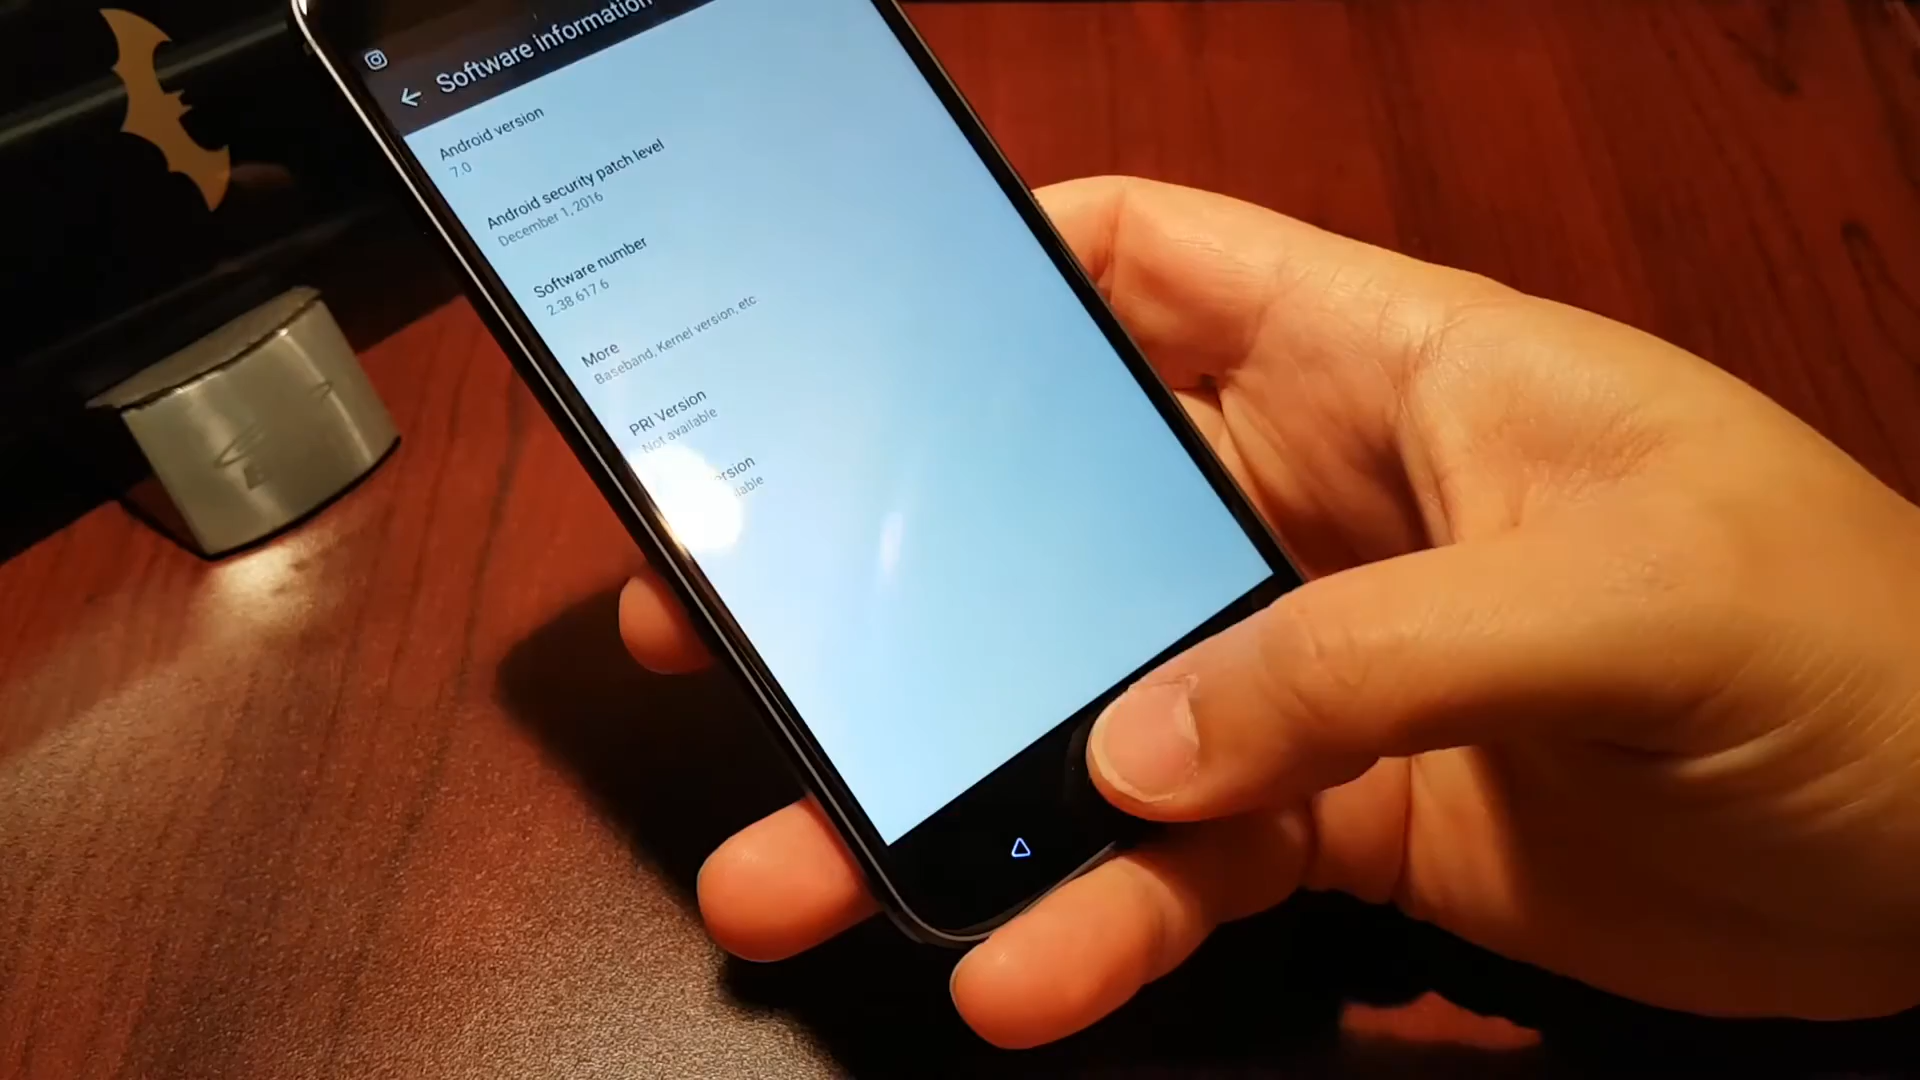 Software information
Android version
7.0
Android security patch level
December 1, 2016
Software number
2.38.617.6
More
Baseband, Kernel version, etc
PRI Version
Not available